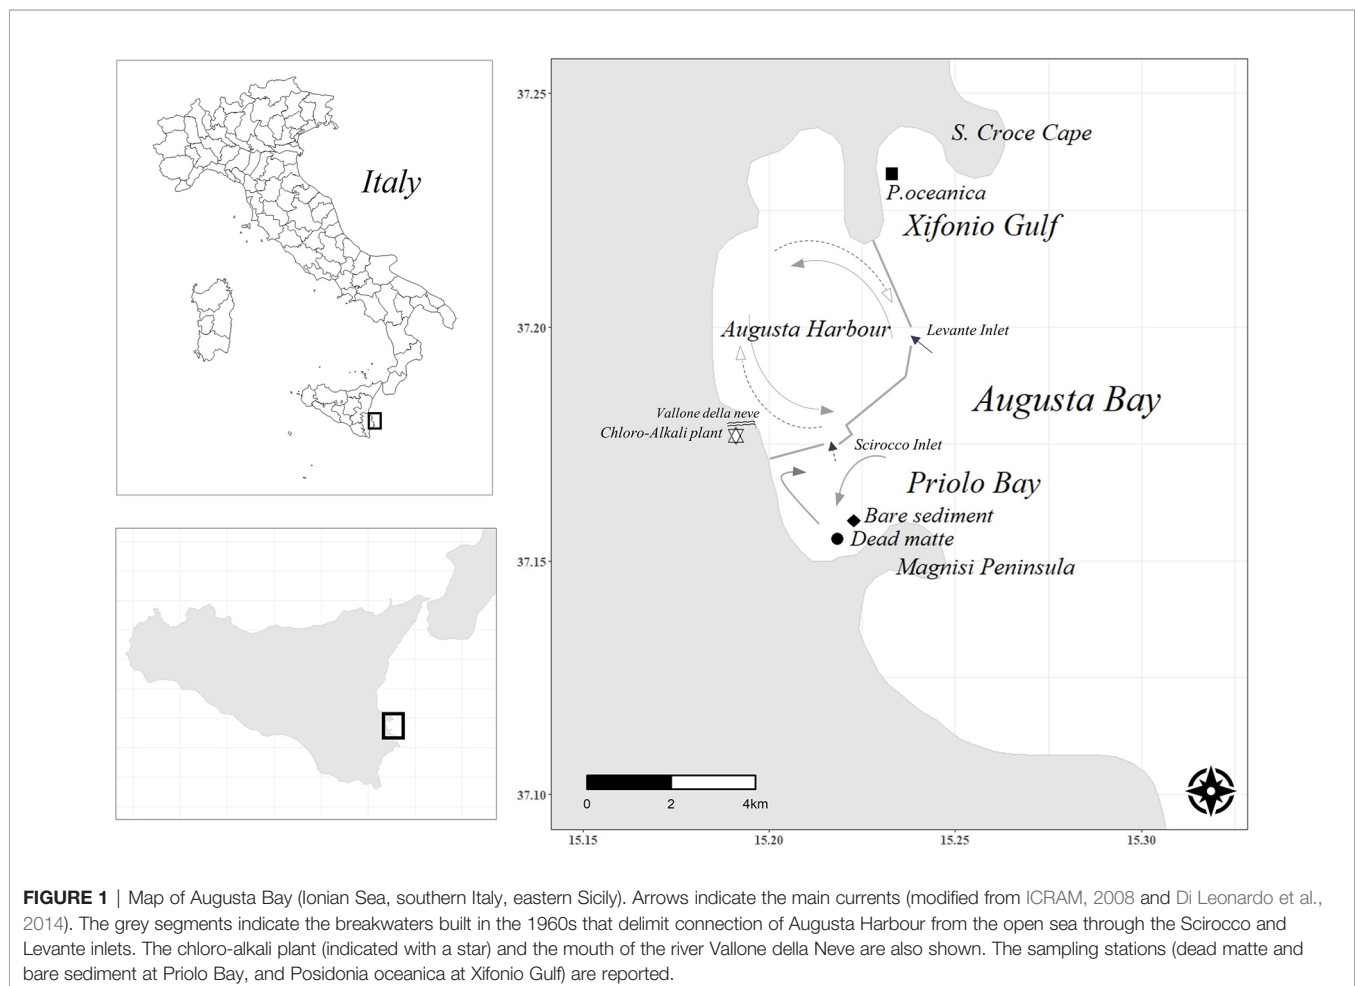 Italy
37.25
S. Croce Cape
P.oceanica
Xifonio Gulf
37.20
Augusta Harbour
Levante Inlet
Augusta Bay
Vallone della neve
Chloro-Alkali plant
Scirocco Inlet
Priolo Bay
Bare sediment
Dead matte
37.15
Magnisi Peninsula
37.10
0 2 4km
15.15 15.20 15.25 15.30
FIGURE 1 | Map of Augusta Bay (Ionian Sea, southern Italy, eastern Sicily). Arrows indicate the main currents (modified from ICRAM, 2008 and Di Leonardo et al.,
2014). The grey segments indicate the breakwaters built in the 1960s that delimit connection of Augusta Harbour from the open sea through the Scirocco and
Levante inlets. The chloro-alkali plant (indicated with a star) and the mouth of the river Vallone della Neve are also shown. The sampling stations (dead matte and
bare sediment at Priolo Bay, and Posidonia oceanica at Xifonio Gulf) are reported.